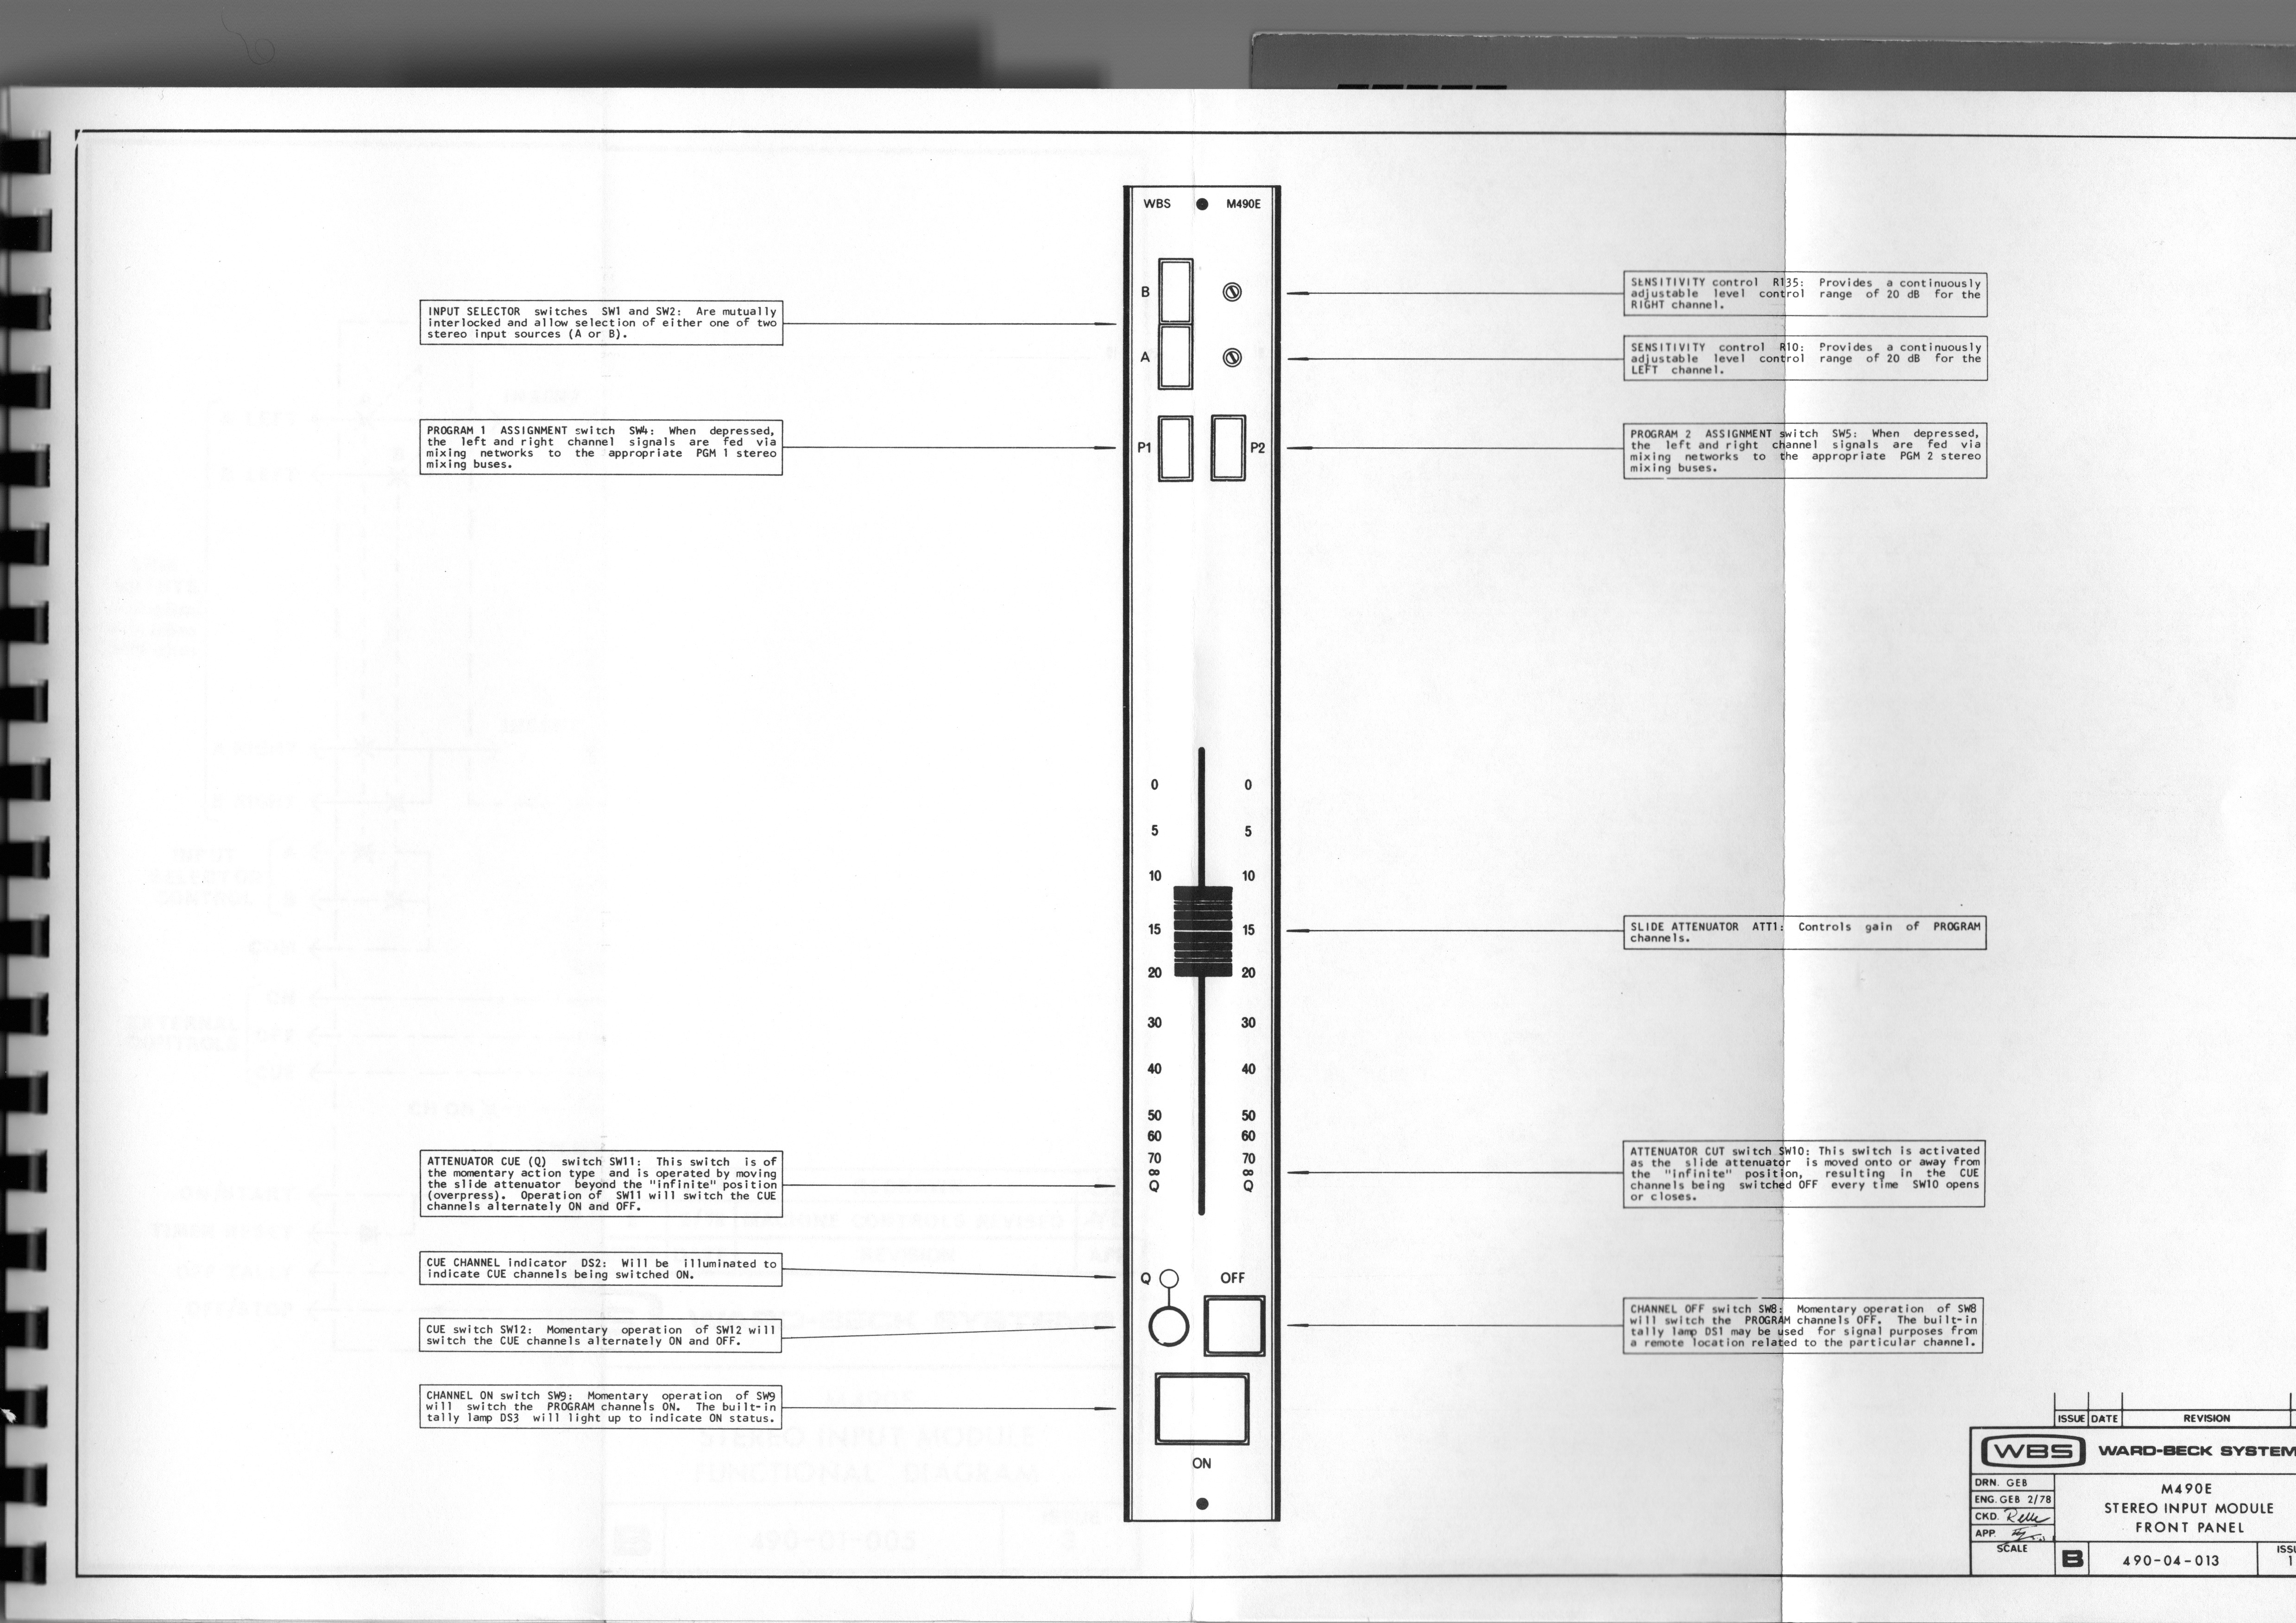 WBS M490E
B
A
P1 P2
INPUT SELECTOR switches SW1 and SW2: Are mutually
interlocked and allow selection of either one of two
stereo input sources (A or B).
PROGRAM 1 ASSIGNMENT switch SW4: When depressed,
the left and right channel signals are fed via
mixing networks to the appropriate PGM 1 stereo
mixing buses.
SENSITIVITY control R135: Provides a continuously
adjustable level control range of 20 dB for the
RIGHT channel.
SENSITIVITY control R10: Provides a continuously
adjustable level control range of 20 dB for the
LEFT channel.
PROGRAM 2 ASSIGNMENT switch SW5: When depressed,
the left and right channel signals are fed via
mixing networks to the appropriate PGM 2 stereo
mixing buses.
0 0
5 5
10 10
15 15
20 20
30 30
40 40
50 50
60 60
70 70
∞ ∞
Q Q
SLIDE ATTENUATOR ATT1: Controls gain of PROGRAM
channels.
ATTENUATOR CUE (Q) switch SW11: This switch is of
the momentary action type and is operated by moving
the slide attenuator beyond the "infinite" position
(overpress). Operation of SW11 will switch the CUE
channels alternately ON and OFF.
ATTENUATOR CUT switch SW10: This switch is activated
as the slide attenuator is moved onto or away from
the "infinite" position, resulting in the CUE
channels being switched OFF every time SW10 opens
or closes.
CUE CHANNEL indicator DS2: Will be illuminated to
indicate CUE channels being switched ON.
Q OFF
CUE switch SW12: Momentary operation of SW12 will
switch the CUE channels alternately ON and OFF.
CHANNEL OFF switch SW8: Momentary operation of SW8
will switch the PROGRAM channels OFF. The built-in
tally lamp DS1 may be used for signal purposes from
a remote location related to the particular channel.
CHANNEL ON switch SW9: Momentary operation of SW9
will switch the PROGRAM channels ON. The built-in
tally lamp DS3 will light up to indicate ON status.
ON
ISSUE DATE REVISION
WBS WARD-BECK SYSTEM
DRN. GEB
ENG. GEB 2/78
CKD.
APP.
SCALE
M490E
STEREO INPUT MODULE
FRONT PANEL
B 490-04-013
ISSU
1
STEREO INPUT MODULE
FUNCTIONAL DIAGRAM
490-01-005
3